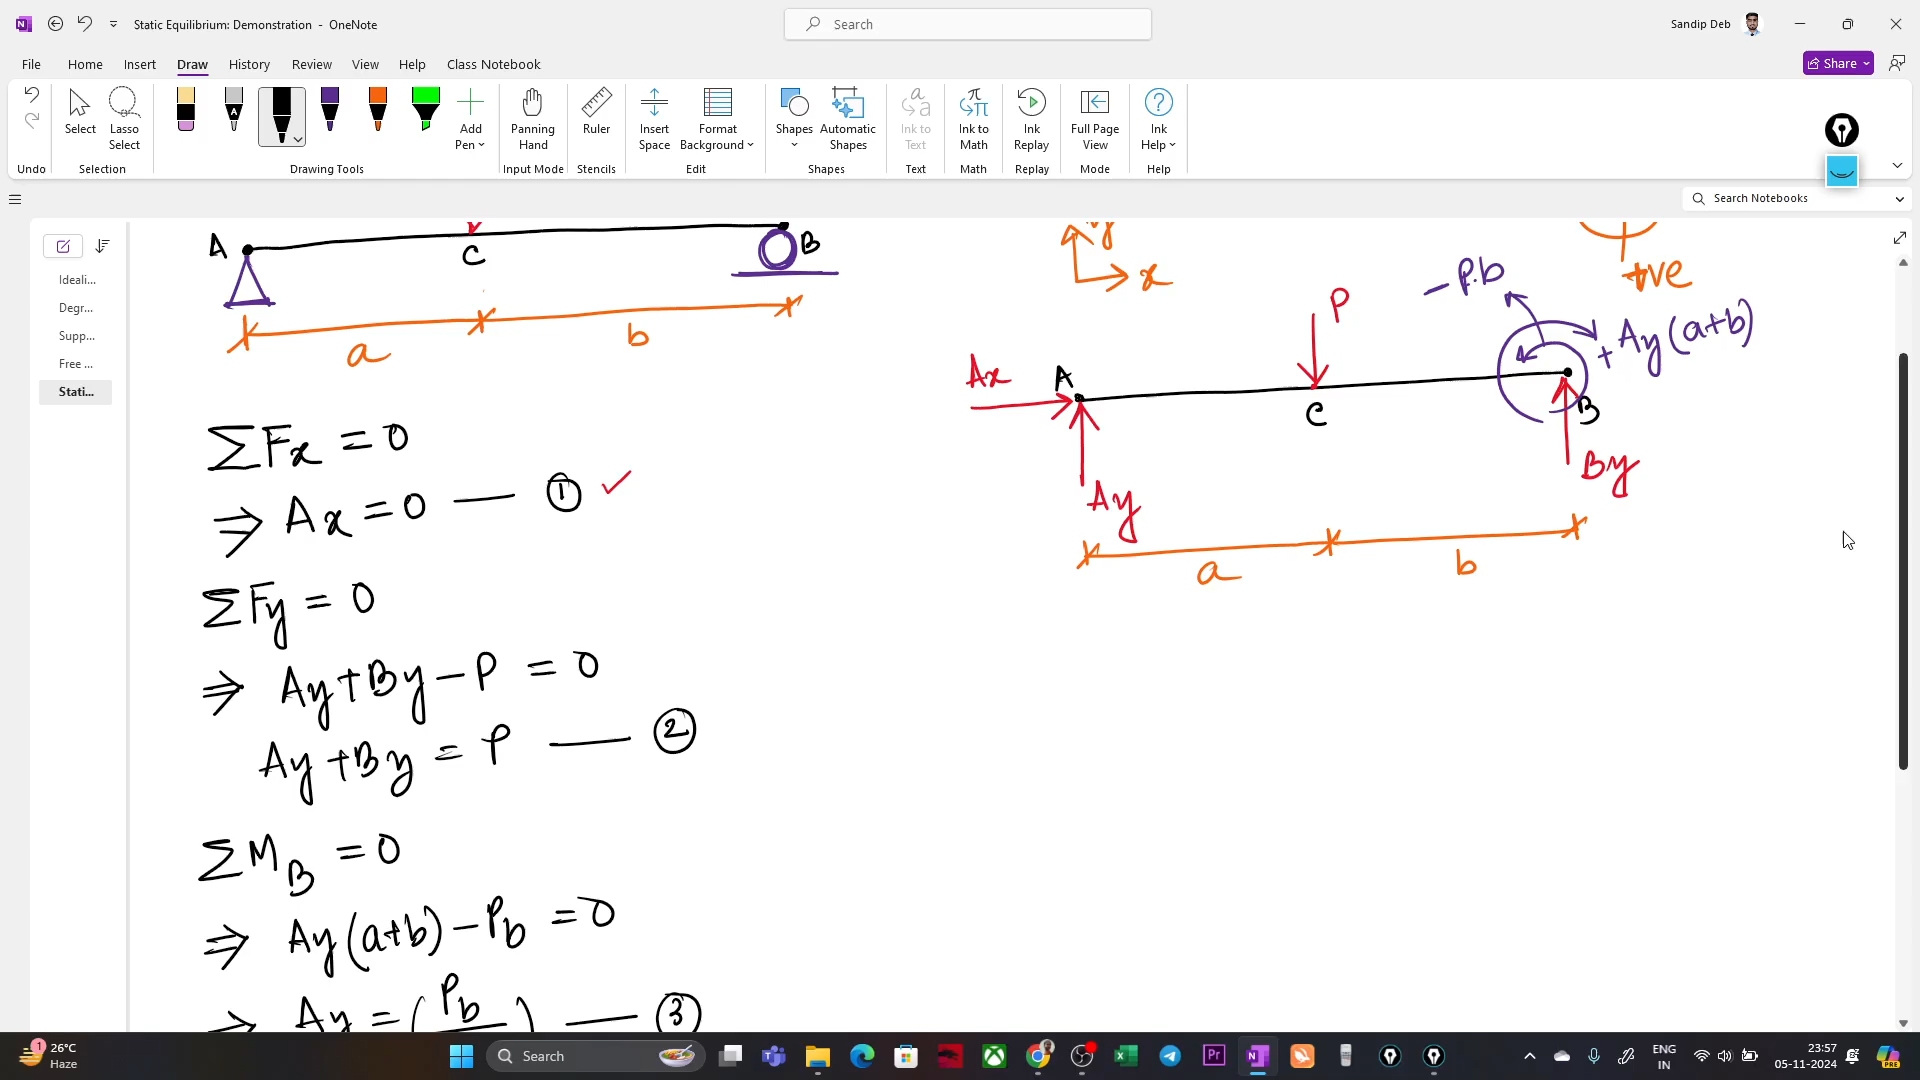 Static Equilibrium: Demonstration - OneNote
Search
Sandip Deb
File Home Insert Draw History Review View Help Class Notebook
Share
Undo
Select
Lasso Select
Selection
Drawing Tools
Add Pen
Panning Hand
Input Mode
Ruler
Stencils
Insert Space
Format Background
Edit
Shapes
Automatic Shapes
Shapes
Ink to Text
Text
Ink to Math
Math
Ink Replay
Replay
Full Page View
Mode
Ink Help
Help
Search Notebooks
Ideali...
Degr...
Supp...
Free ...
Stati...
A
C
B
a
b
ΣFx = 0
⇒ Ax = 0 — ①
ΣFy = 0
⇒ Ay+By−P = 0
Ay+By = P — ②
ΣM_B = 0
⇒ Ay(a+b) − Pb = 0
⇒ Ay = (Pb — ③
y
x
+ve
−P.b
+Ay(a+b)
P
Ax
A
C
B
Ay
By
a
b
1
26°C
Haze
Search
ENG
IN
23:57
05-11-2024